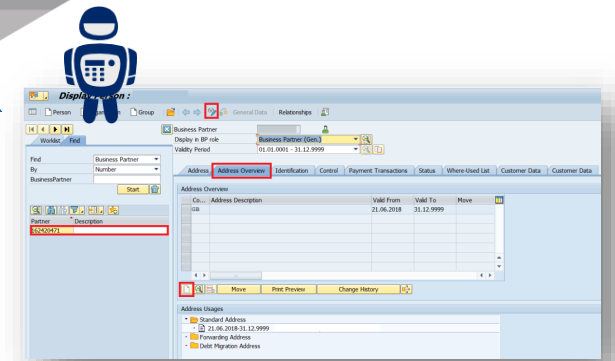 Display Person :
Person Organization Group General Data Relationships
Worklist Find
Find Business Partner
By Number
BusinessPartner
Start
Partner Description
162420471
Business Partner
Display in BP role Business Partner (Gen.)
Validity Period 01.01.0001 - 31.12.9999
Address Address Overview Identification Control Payment Transactions Status Where-Used List Customer Data Customer Data
Address Overview
Co... Address Description Valid From Valid To Move
GB 21.06.2018 31.12.9999
Move Print Preview Change History
Address Usages
Standard Address
21.06.2018-31.12.9999
Forwarding Address
Debt Migration Address